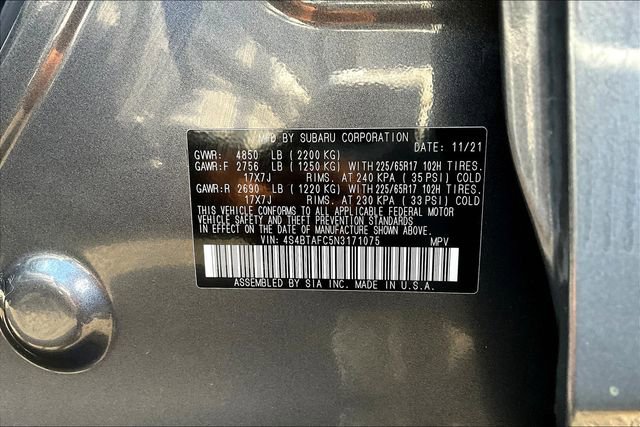 MFD. BY SUBARU CORPORATION
DATE: 11/21
GVWR: 4850 LB (2200 KG)
GAWR:F 2756 LB (1250 KG) WITH 225/65R17 102H TIRES.
17X7J RIMS. AT 240 KPA (35 PSI) COLD
GAWR:R 2690 LB (1220 KG) WITH 225/65R17 102H TIRES.
17X7J RIMS. AT 230 KPA (33 PSI) COLD
THIS VEHICLE CONFORMS TO ALL APPLICABLE FEDERAL MOTOR
VEHICLE SAFETY AND THEFT PREVENTION STANDARDS
IN EFFECT ON THE DATE OF MANUFACTURE SHOWN ABOVE.
VIN: 4S4BTAFC5N3171075 MPV
ASSEMBLED BY SIA INC. MADE IN U.S.A.